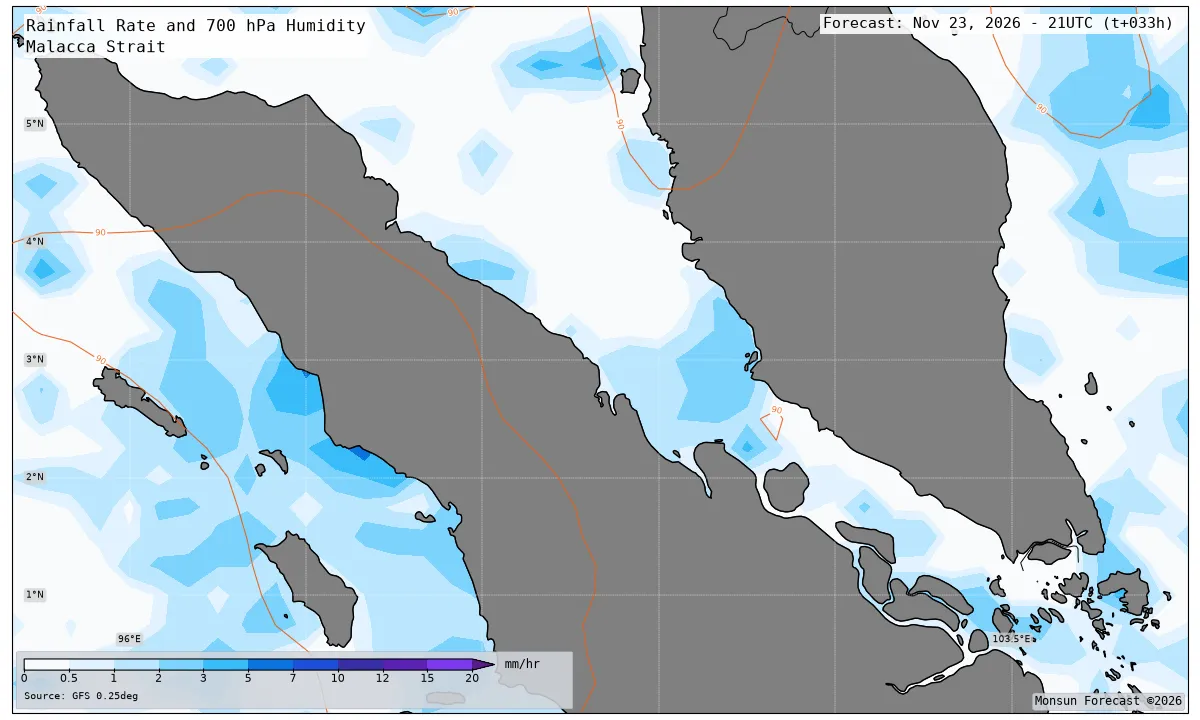 Rainfall Rate and 700 hPa Humidity
Malacca Strait
Forecast: Nov 23, 2026 - 21UTC (t+033h)
90
90
90
90
90
90
90
5°N
4°N
3°N
2°N
1°N
96°E
103.5°E
0 0.5 1 2 3 5 7 10 12 15 20
mm/hr
Source: GFS 0.25deg
Monsun Forecast ©2026